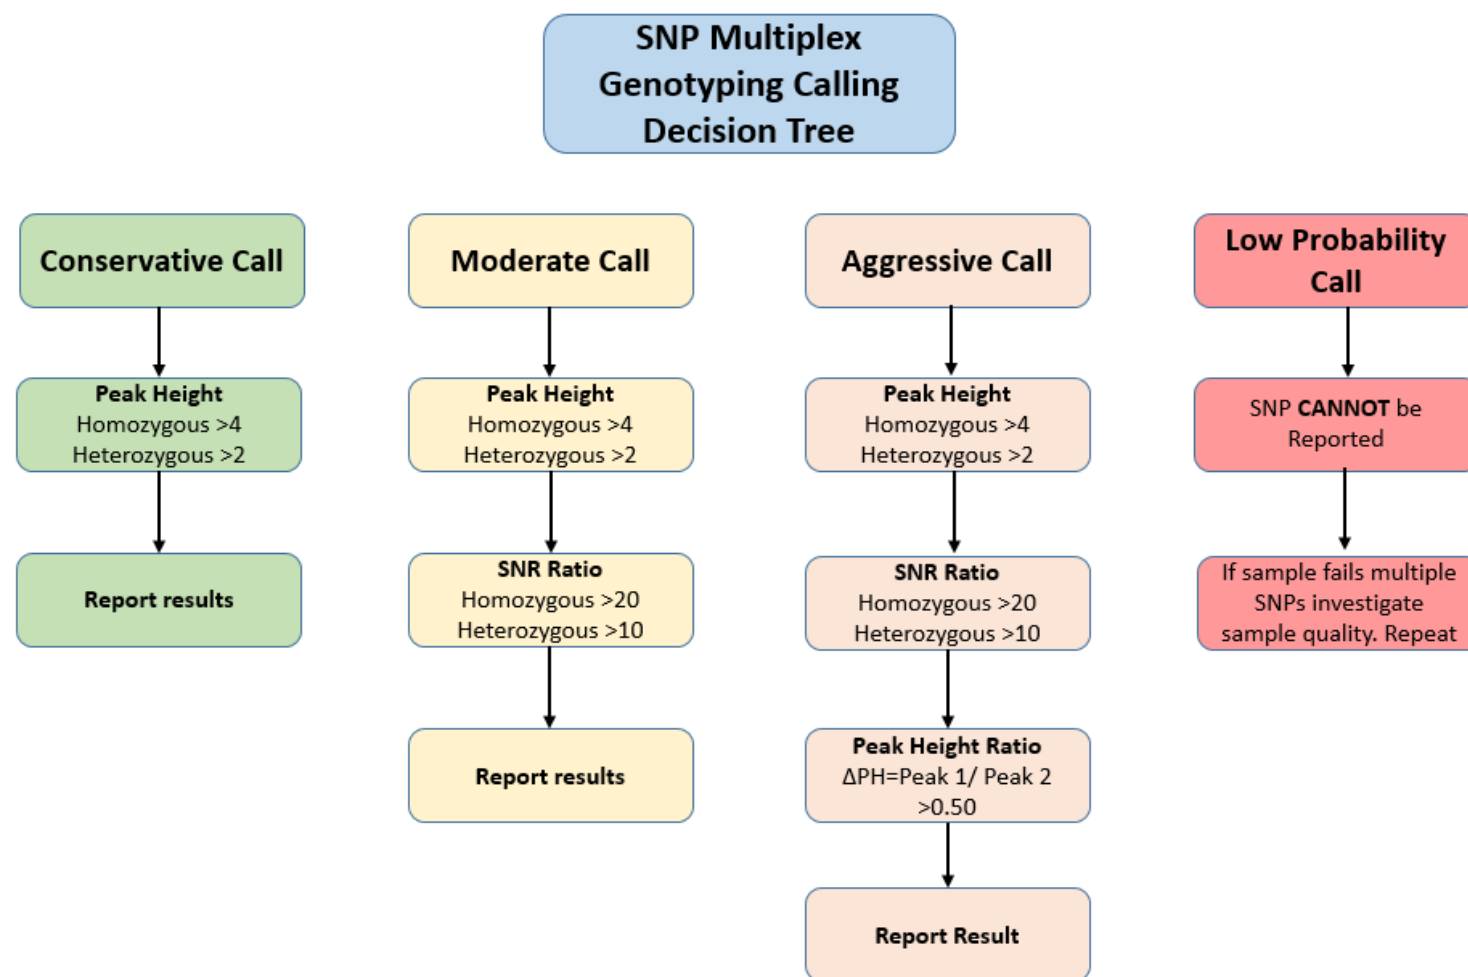 SNP Multiplex
Genotyping Calling
Decision Tree
Conservative Call
Peak Height
Homozygous >4
Heterozygous >2
Report results
Moderate Call
Peak Height
Homozygous >4
Heterozygous >2
SNR Ratio
Homozygous >20
Heterozygous >10
Report results
Aggressive Call
Peak Height
Homozygous >4
Heterozygous >2
SNR Ratio
Homozygous >20
Heterozygous >10
Peak Height Ratio
ΔPH=Peak 1/ Peak 2
>0.50
Report Result
Low Probability
Call
SNP CANNOT be
Reported
If sample fails multiple
SNPs investigate
sample quality. Repeat